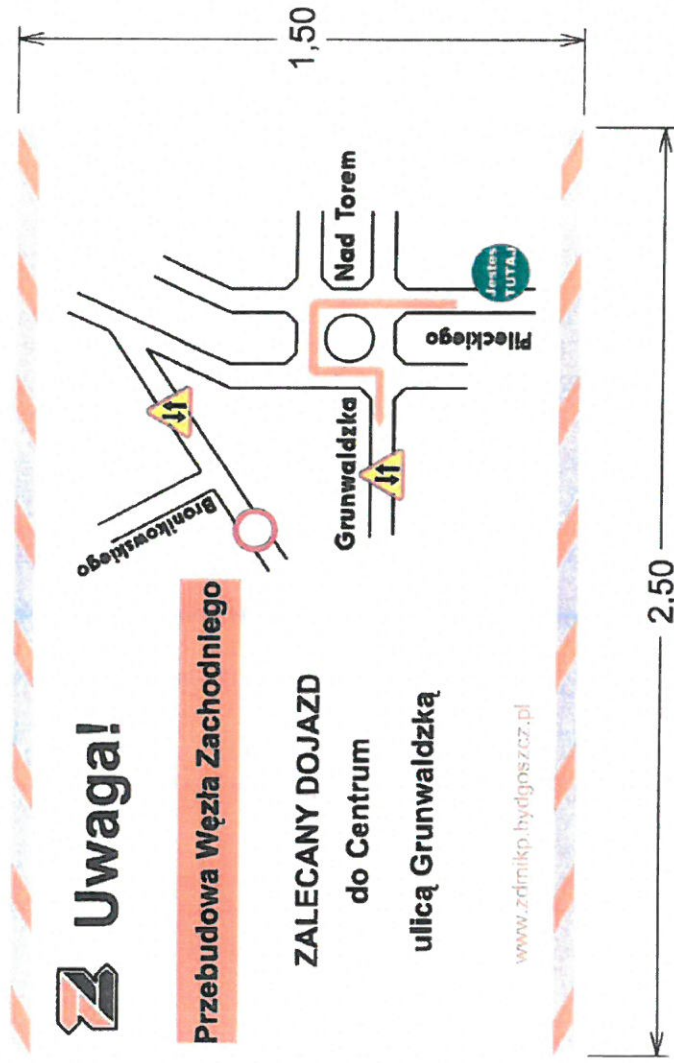 Uwaga!
Przebudowa Węzła Zachodniego
ZALECANY DOJAZD
do Centrum
ulicą Grunwaldzką
www.zdmikp.bydgoszcz.pl
Bronikowskiego
Grunwaldzka
Nad Torem
Pileckiego
Jesteś
TUTAJ
1,50
2,50